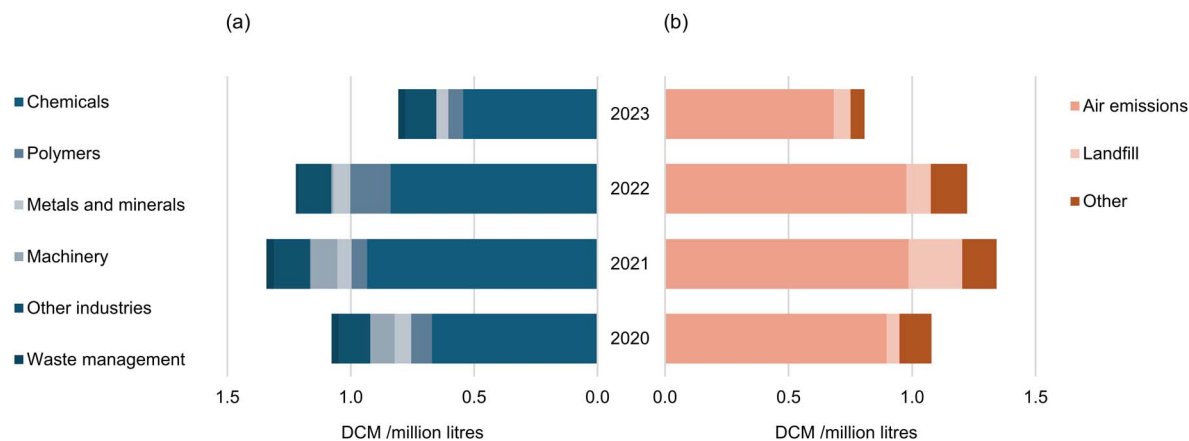 (a)
(b)
Chemicals
Polymers
Metals and minerals
Machinery
Other industries
Waste management
2023
2022
2021
2020
Air emissions
Landfill
Other
1.5 1.0 0.5 0.0
0.0 0.5 1.0 1.5
DCM /million litres
DCM /million litres